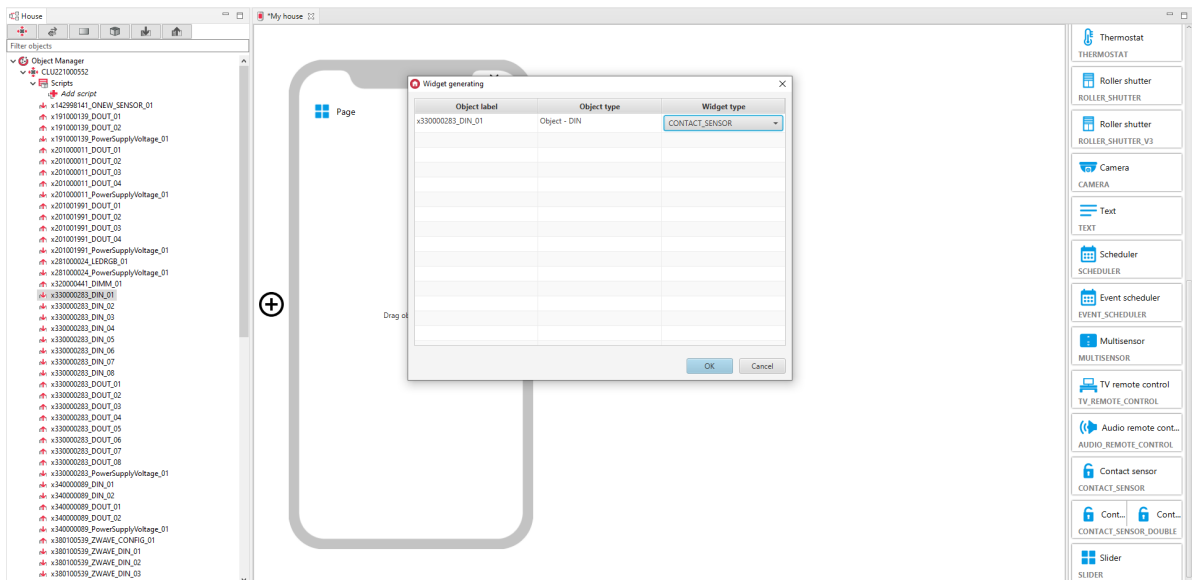 House
*My house
Filter objects
Object Manager
CLU221000552
Scripts
Add script
x142998141_ONEW_SENSOR_01
x191000139_DOUT_01
x191000139_DOUT_02
x191000139_PowerSupplyVoltage_01
x201000011_DOUT_01
x201000011_DOUT_02
x201000011_DOUT_03
x201000011_DOUT_04
x201000011_PowerSupplyVoltage_01
x201001991_DOUT_01
x201001991_DOUT_02
x201001991_DOUT_03
x201001991_DOUT_04
x201001991_PowerSupplyVoltage_01
x281000024_LEDRGB_01
x281000024_PowerSupplyVoltage_01
x320000441_DIMM_01
x330000283_DIN_01
x330000283_DIN_02
x330000283_DIN_03
x330000283_DIN_04
x330000283_DIN_05
x330000283_DIN_06
x330000283_DIN_07
x330000283_DIN_08
x330000283_DOUT_01
x330000283_DOUT_02
x330000283_DOUT_03
x330000283_DOUT_04
x330000283_DOUT_05
x330000283_DOUT_06
x330000283_DOUT_07
x330000283_DOUT_08
x330000283_PowerSupplyVoltage_01
x340000089_DIN_01
x340000089_DIN_02
x340000089_DOUT_01
x340000089_DOUT_02
x340000089_PowerSupplyVoltage_01
x380100539_ZWAVE_CONFIG_01
x380100539_ZWAVE_DIN_01
x380100539_ZWAVE_DIN_02
x380100539_ZWAVE_DIN_03
Page
Drag
Widget generating
Object label Object type Widget type
x330000283_DIN_01 Object - DIN CONTACT_SENSOR
OK Cancel
Thermostat
THERMOSTAT
Roller shutter
ROLLER_SHUTTER
Roller shutter
ROLLER_SHUTTER_V3
Camera
CAMERA
Text
TEXT
Scheduler
SCHEDULER
Event scheduler
EVENT_SCHEDULER
Multisensor
MULTISENSOR
TV remote control
TV_REMOTE_CONTROL
Audio remote cont...
AUDIO_REMOTE_CONTROL
Contact sensor
CONTACT_SENSOR
Cont... Cont...
CONTACT_SENSOR_DOUBLE
Slider
SLIDER